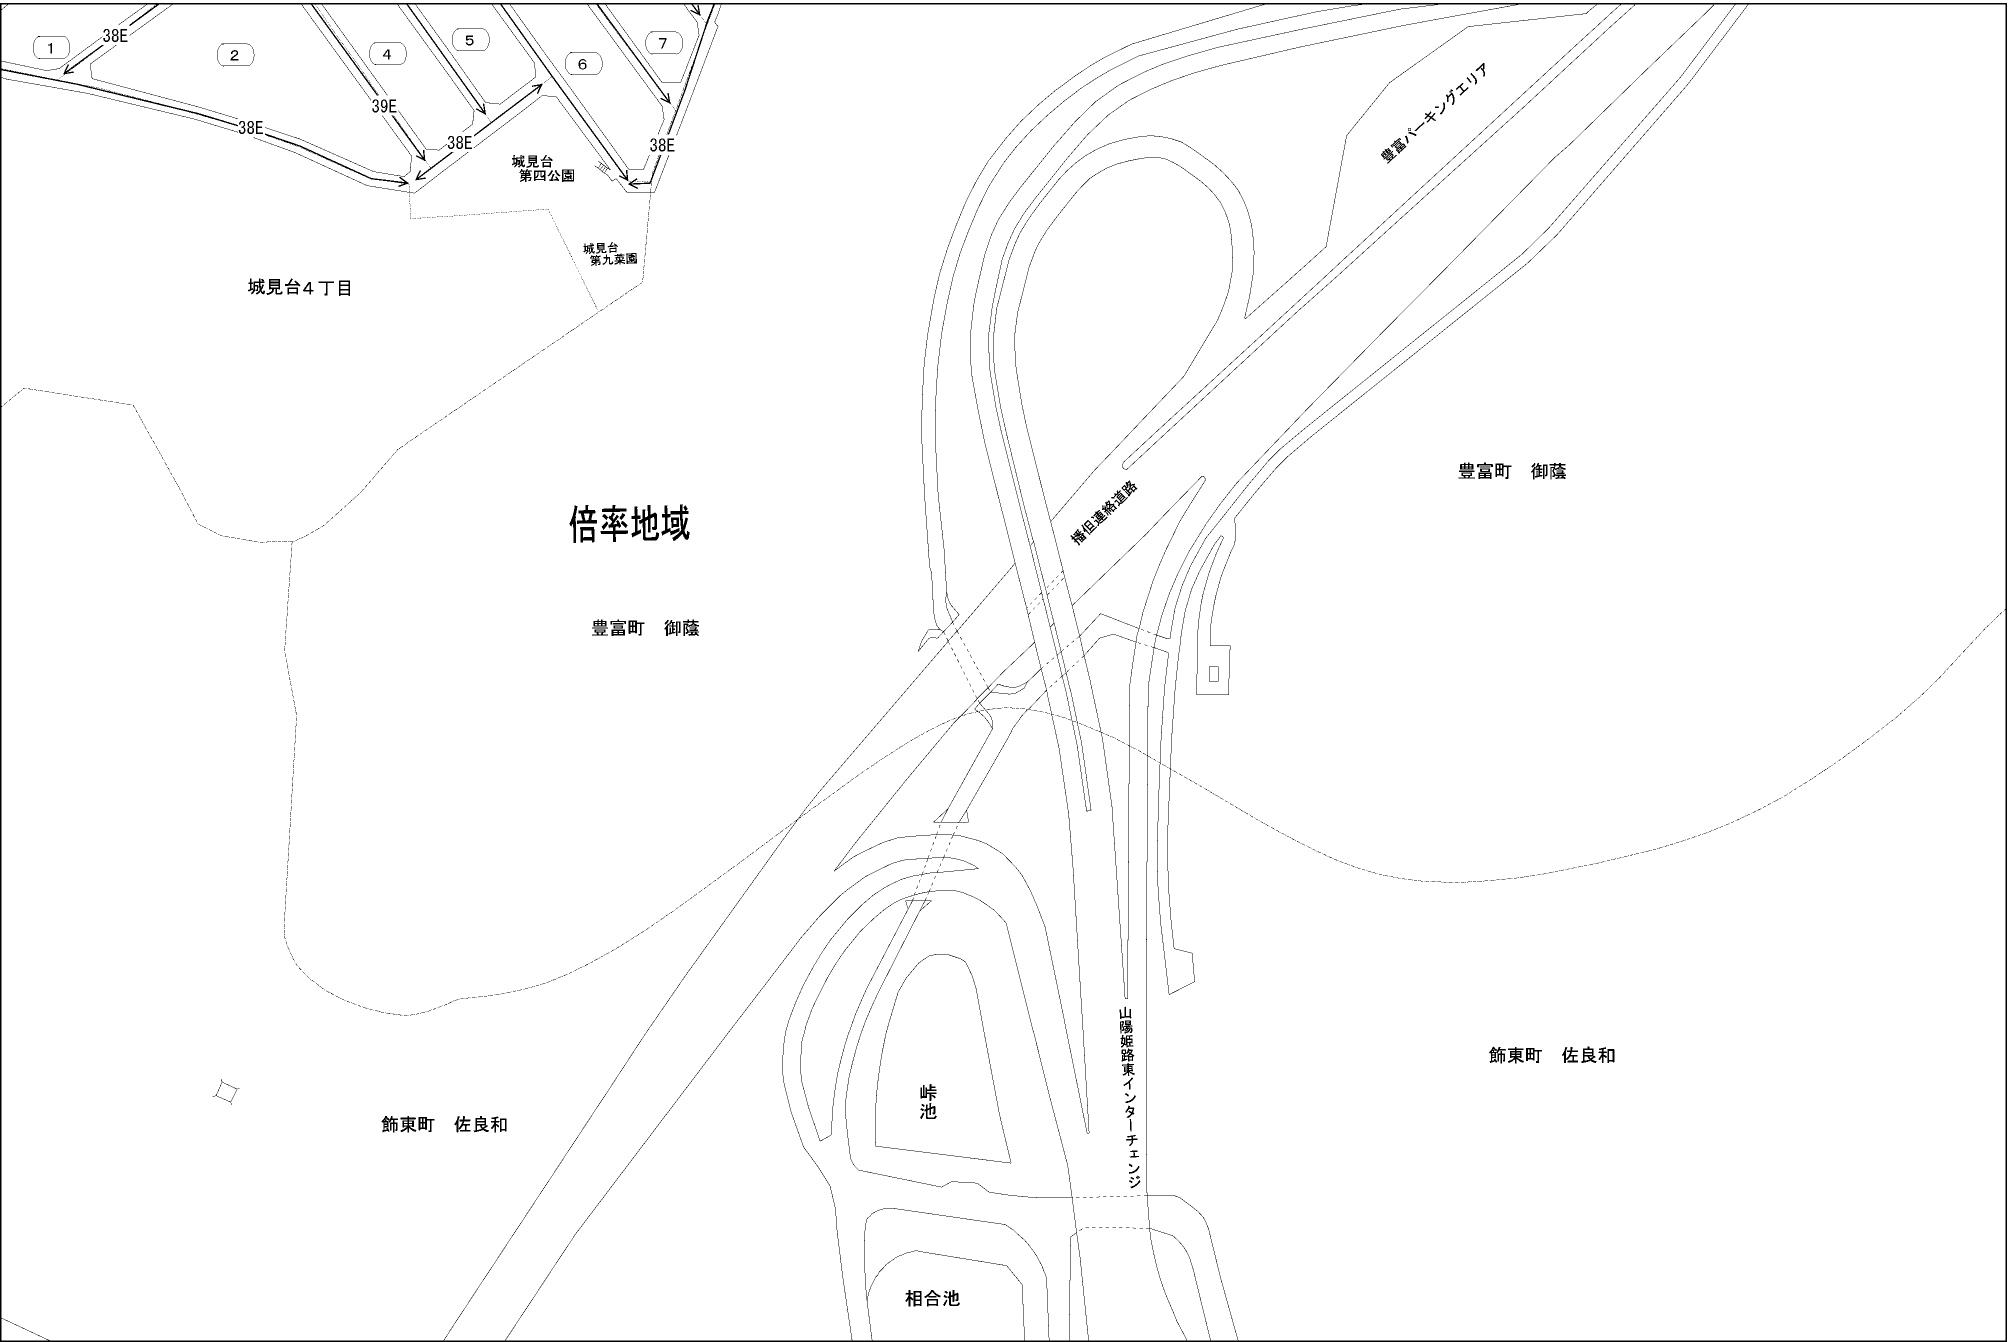 1
38E
2
4
5
6
7
39E
38E
38E
38E
城見台
第四公園
城見台
第九菜園
城見台4丁目
倍率地域
豊富町 御蔭
豊富パーキングエリア
豊富町 御蔭
播但連絡道路
山陽姫路東インターチェンジ
飾東町 佐良和
飾東町 佐良和
峠
池
相合池